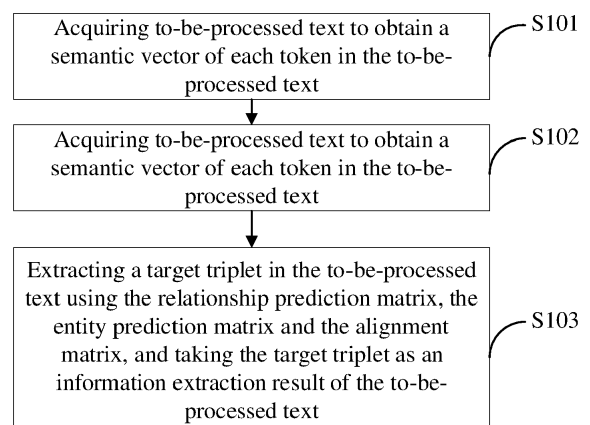 Acquiring to-be-processed text to obtain a
semantic vector of each token in the to-be-
processed text
S101
Acquiring to-be-processed text to obtain a
semantic vector of each token in the to-be-
processed text
S102
Extracting a target triplet in the to-be-processed
text using the relationship prediction matrix, the
entity prediction matrix and the alignment
matrix, and taking the target triplet as an
information extraction result of the to-be-
processed text
S103